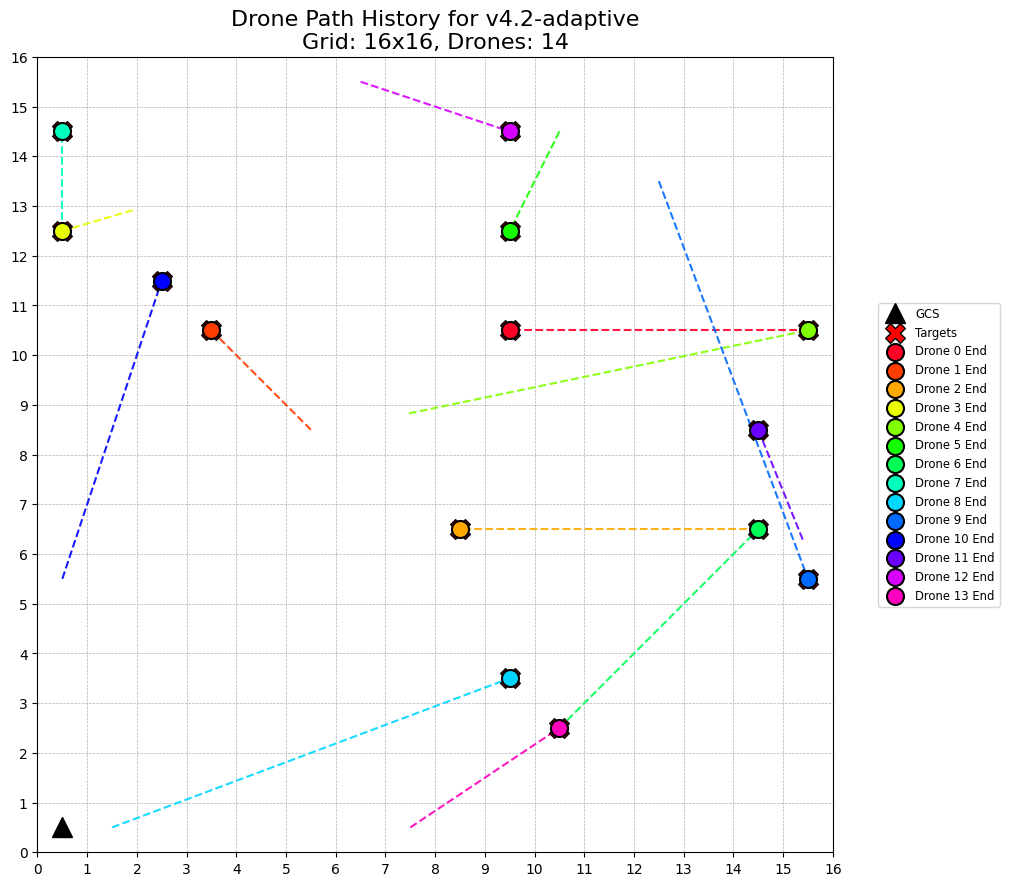 Drone Path History for v4.2-adaptive
Grid: 16x16, Drones: 14
16
15
14
13
12
11
10
9
8
7
6
5
4
3
2
1
0
0 1 2 3 4 5 6 7 8 9 10 11 12 13 14 15 16
GCS
Targets
Drone 0 End
Drone 1 End
Drone 2 End
Drone 3 End
Drone 4 End
Drone 5 End
Drone 6 End
Drone 7 End
Drone 8 End
Drone 9 End
Drone 10 End
Drone 11 End
Drone 12 End
Drone 13 End